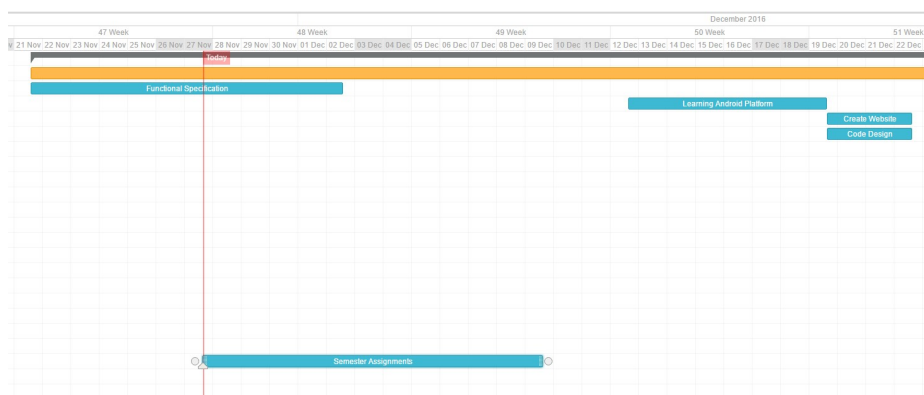 December 2016
47 Week 48 Week 49 Week 50 Week 51 Week
21 Nov 22 Nov 23 Nov 24 Nov 25 Nov 26 Nov 27 Nov 28 Nov 29 Nov 30 Nov 01 Dec 02 Dec 03 Dec 04 Dec 05 Dec 06 Dec 07 Dec 08 Dec 09 Dec 10 Dec 11 Dec 12 Dec 13 Dec 14 Dec 15 Dec 16 Dec 17 Dec 18 Dec 19 Dec 20 Dec 21 Dec 22 Dec
Today
Functional Specification
Learning Android Platform
Create Website
Code Design
Semester Assignments